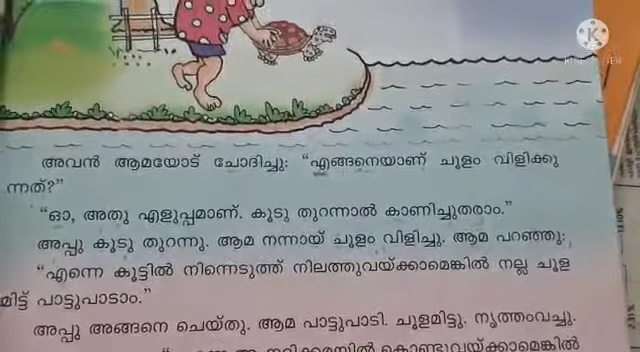 അവൻ ആമയോട് ചോദിച്ചു: “എങ്ങനെയാണ് ചൂളം വിളിക്കു
ന്നത്?”
“ഓ, അതു എളുപ്പമാണ്. കൂടു തുറന്നാൽ കാണിച്ചുതരാം.”
അപ്പു കൂടു തുറന്നു. ആമ നന്നായ് ചൂളം വിളിച്ചു. ആമ പറഞ്ഞു:
“എന്നെ കൂട്ടിൽ നിന്നെടുത്ത് നിലത്തുവയ്ക്കാമെങ്കിൽ നല്ല ചൂള
മിട്ട് പാട്ടുപാടാം.”
അപ്പു അങ്ങനെ ചെയ്തു. ആമ പാട്ടുപാടി. ചൂളമിട്ടു. നൃത്തംവച്ചു.
കൊണ്ടുവയ്ക്കാമെങ്കിൽ